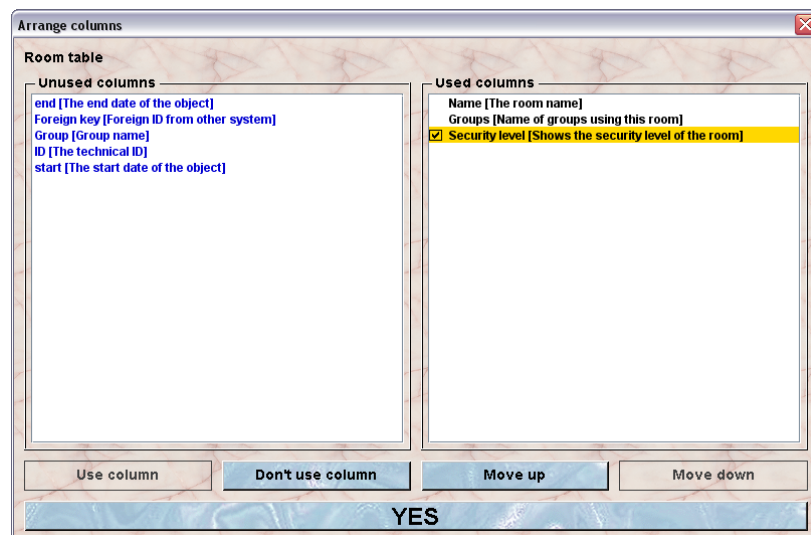 Arrange columns
Room table
Unused columns
end [The end date of the object]
Foreign key [Foreign ID from other system]
Group [Group name]
ID [The technical ID]
start [The start date of the object]
Used columns
Name [The room name]
Groups [Name of groups using this room]
Security level [Shows the security level of the room]
Use column
Don't use column
Move up
Move down
YES